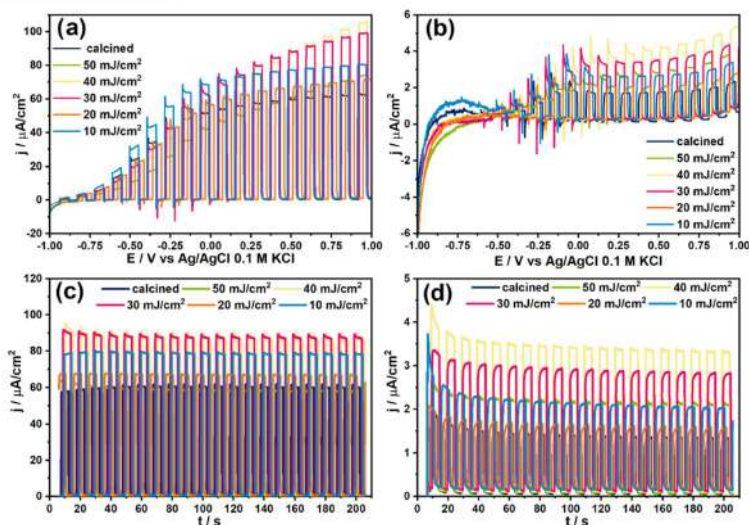 (a)
calcined
50 mJ/cm²
40 mJ/cm²
30 mJ/cm²
20 mJ/cm²
10 mJ/cm²
j / µA/cm²
100
80
60
40
20
0
-20
-1.00 -0.75 -0.50 -0.25 0.00 0.25 0.50 0.75 1.00
E / V vs Ag/AgCl 0.1 M KCl
(b)
calcined
50 mJ/cm²
40 mJ/cm²
30 mJ/cm²
20 mJ/cm²
10 mJ/cm²
j / µA/cm²
6
4
2
0
-2
-4
-6
-1.00 -0.75 -0.50 -0.25 0.00 0.25 0.50 0.75 1.00
E / V vs Ag/AgCl 0.1 M KCl
(c)
calcined 50 mJ/cm² 40 mJ/cm²
30 mJ/cm² 20 mJ/cm² 10 mJ/cm²
j / µA/cm²
120
100
80
60
40
20
0
0 20 40 60 80 100 120 140 160 180 200
t / s
(d)
calcined 50 mJ/cm² 40 mJ/cm²
30 mJ/cm² 20 mJ/cm² 10 mJ/cm²
j / µA/cm²
5
4
3
2
1
0
0 20 40 60 80 100 120 140 160 180 200
t / s